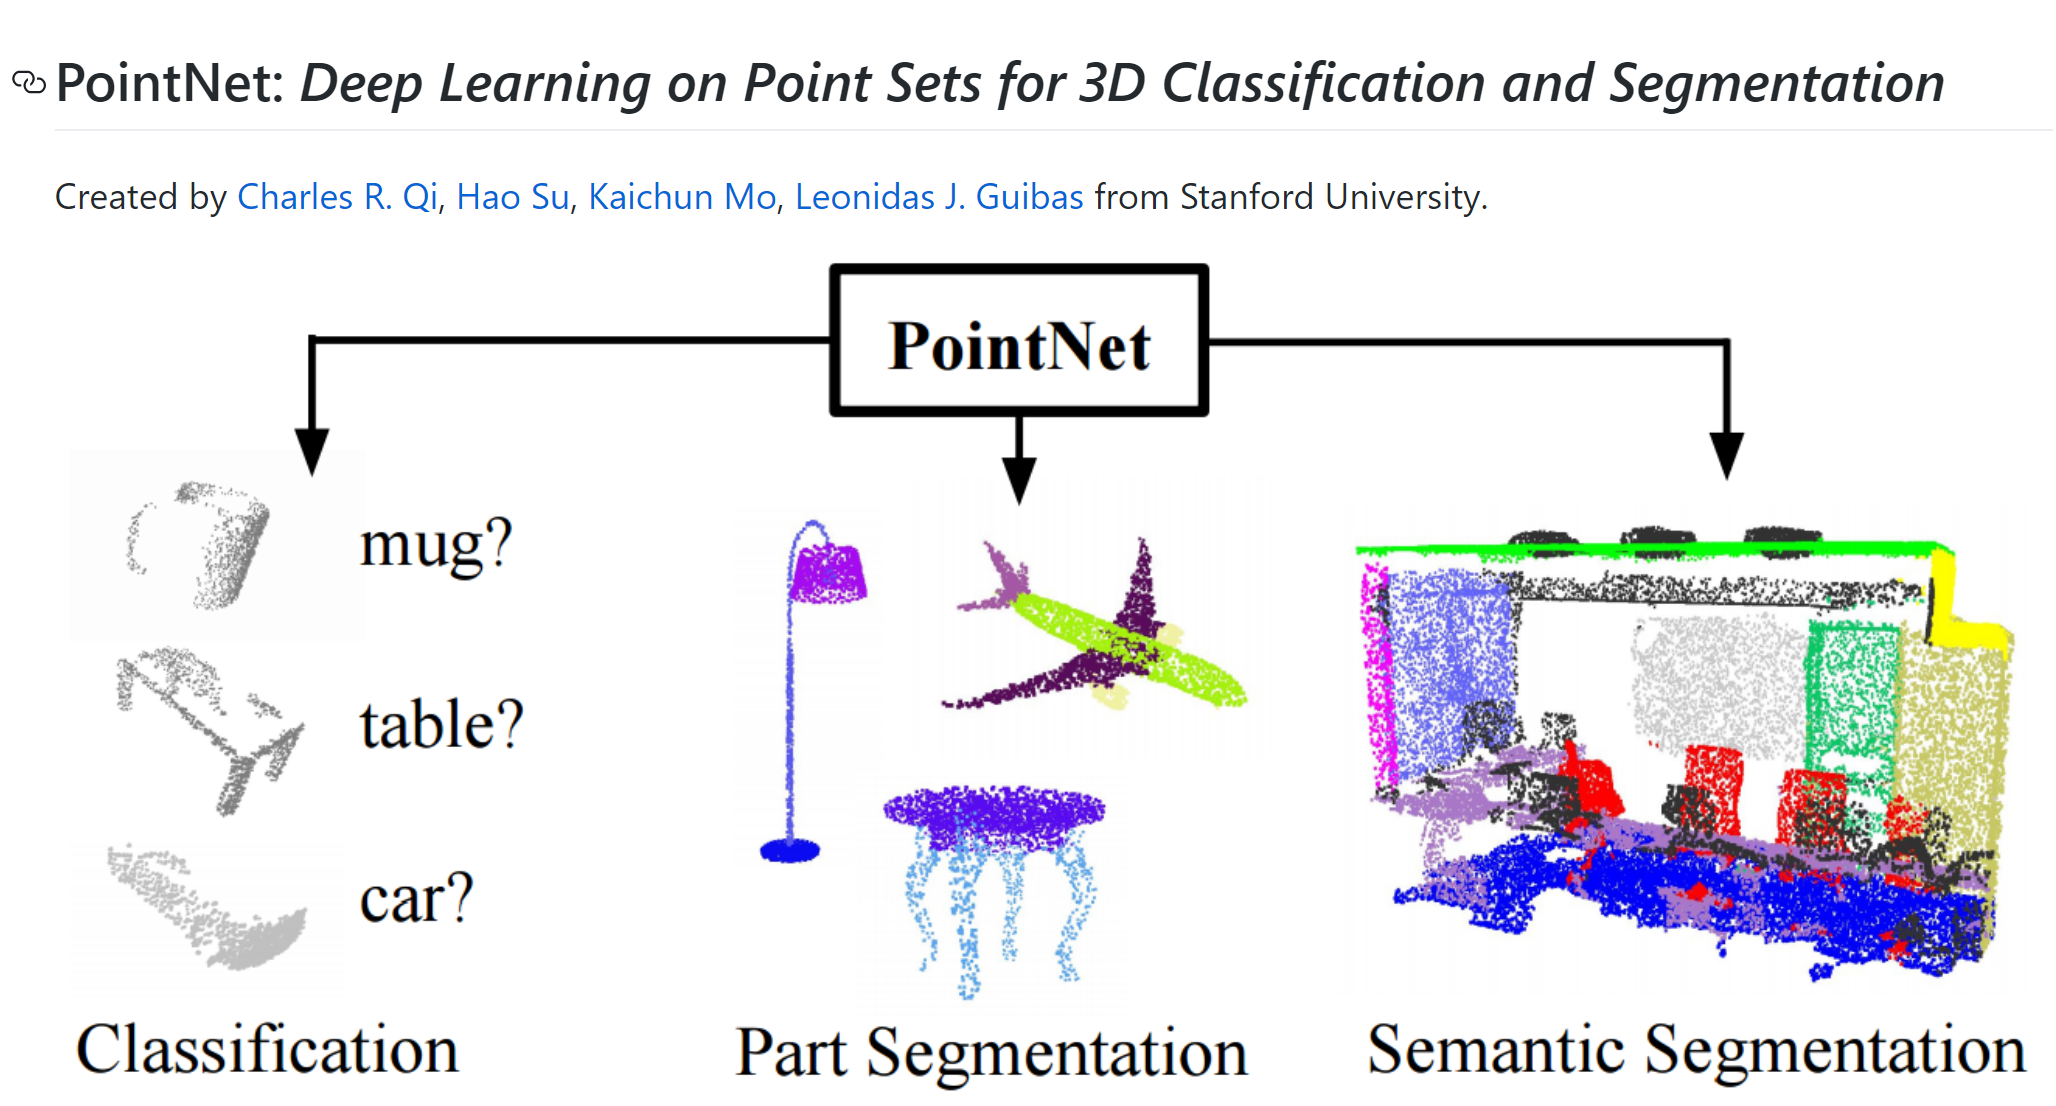 PointNet: Deep Learning on Point Sets for 3D Classification and Segmentation
Created by Charles R. Qi, Hao Su, Kaichun Mo, Leonidas J. Guibas from Stanford University.
PointNet
mug?
table?
car?
Classification
Part Segmentation
Semantic Segmentation